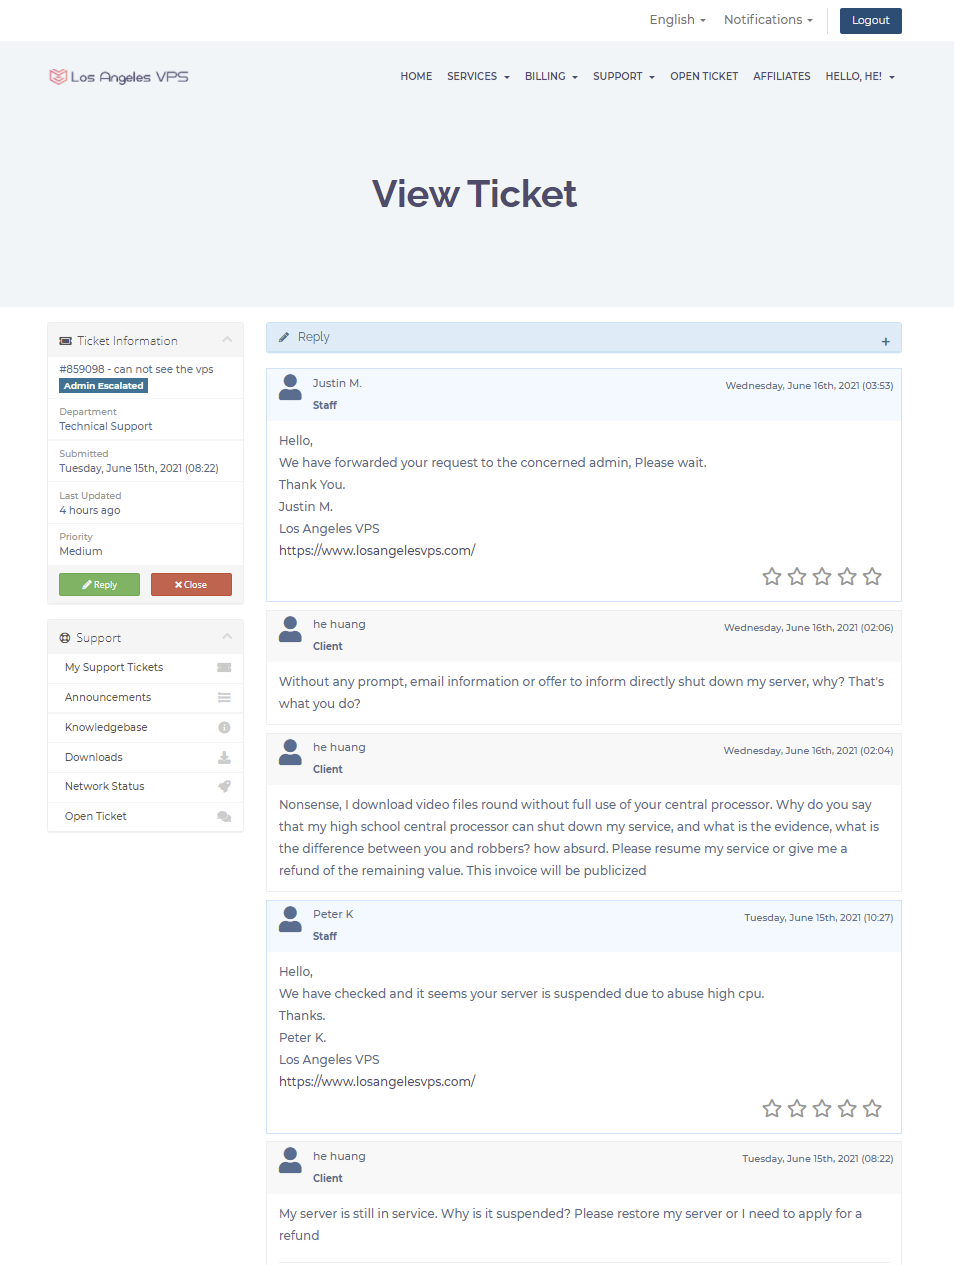 English
Notifications
Logout
Los Angeles VPS
HOME SERVICES BILLING SUPPORT OPEN TICKET AFFILIATES HELLO, HE!
View Ticket
Ticket Information
#859098 - can not see the vps
Admin Escalated
Department
Technical Support
Submitted
Tuesday, June 15th, 2021 (08:22)
Last Updated
4 hours ago
Priority
Medium
Reply
Close
Support
My Support Tickets
Announcements
Knowledgebase
Downloads
Network Status
Open Ticket
Reply +
Justin M.
Staff
Wednesday, June 16th, 2021 (03:53)
Hello,
We have forwarded your request to the concerned admin, Please wait.
Thank You.
Justin M.
Los Angeles VPS
https://www.losangelesvps.com/
he huang
Client
Wednesday, June 16th, 2021 (02:06)
Without any prompt, email information or offer to inform directly shut down my server, why? That's
what you do?
he huang
Client
Wednesday, June 16th, 2021 (02:04)
Nonsense, I download video files round without full use of your central processor. Why do you say
that my high school central processor can shut down my service, and what is the evidence, what is
the difference between you and robbers? how absurd. Please resume my service or give me a
refund of the remaining value. This invoice will be publicized
Peter K
Staff
Tuesday, June 15th, 2021 (10:27)
Hello,
We have checked and it seems your server is suspended due to abuse high cpu.
Thanks.
Peter K.
Los Angeles VPS
https://www.losangelesvps.com/
he huang
Client
Tuesday, June 15th, 2021 (08:22)
My server is still in service. Why is it suspended? Please restore my server or I need to apply for a
refund